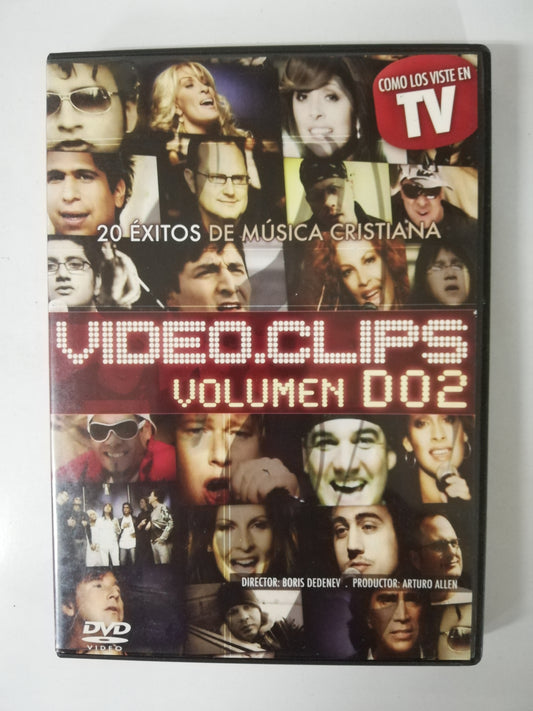 COMO LOS VISTE EN
TV
20 ÉXITOS DE MÚSICA CRISTIANA
VIDEO.CLIPS
VOLUMEN D02
DIRECTOR: BORIS DEDENEV . PRODUCTOR: ARTURO ALLEN
DVD
VIDEO